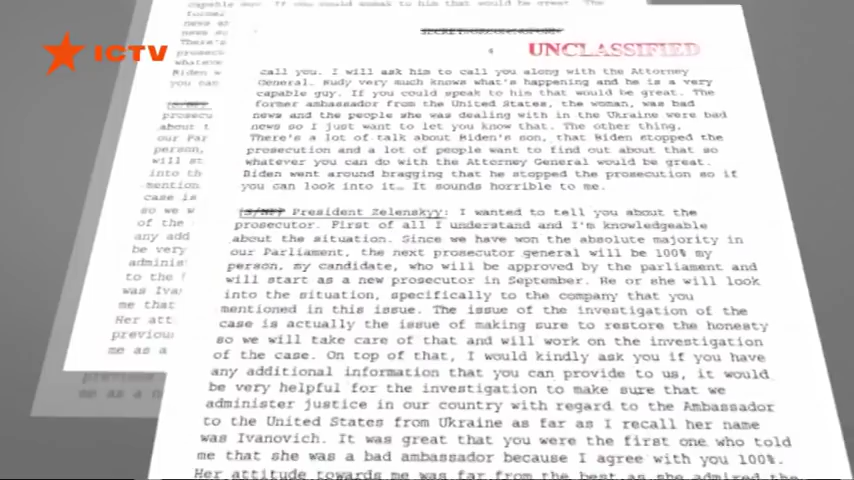 ICTV
UNCLASSIFIED
4
call you. I will ask him to call you along with the Attorney
General. Rudy very much knows what's happening and he is a very
capable guy. If you could speak to him that would be great. The
former ambassador from the United States, the woman, was bad
news and the people she was dealing with in the Ukraine were bad
news so I just want to let you know that. The other thing.
There's a lot of talk about Biden's son, that Biden stopped the
prosecution and a lot of people want to find out about that so
whatever you can do with the Attorney General would be great.
Biden went around bragging that he stopped the prosecution so if
you can look into it… It sounds horrible to me.
(S/NF) President Zelenskyy: I wanted to tell you about the
prosecutor. First of all I understand and I'm knowledgeable
about the situation. Since we have won the absolute majority in
our Parliament, the next prosecutor general will be 100% my
person, my candidate, who will be approved by the parliament and
will start as a new prosecutor in September. He or she will look
into the situation, specifically to the company that you
mentioned in this issue. The issue of the investigation of the
case is actually the issue of making sure to restore the honesty
so we will take care of that and will work on the investigation
of the case. On top of that, I would kindly ask you if you have
any additional information that you can provide to us, it would
be very helpful for the investigation to make sure that we
administer justice in our country with regard to the Ambassador
to the United States from Ukraine as far as I recall her name
was Ivanovich. It was great that you were the first one who told
me that she was a bad ambassador because I agree with you 100%.
Her attitude towards me was far from the best as she admired the